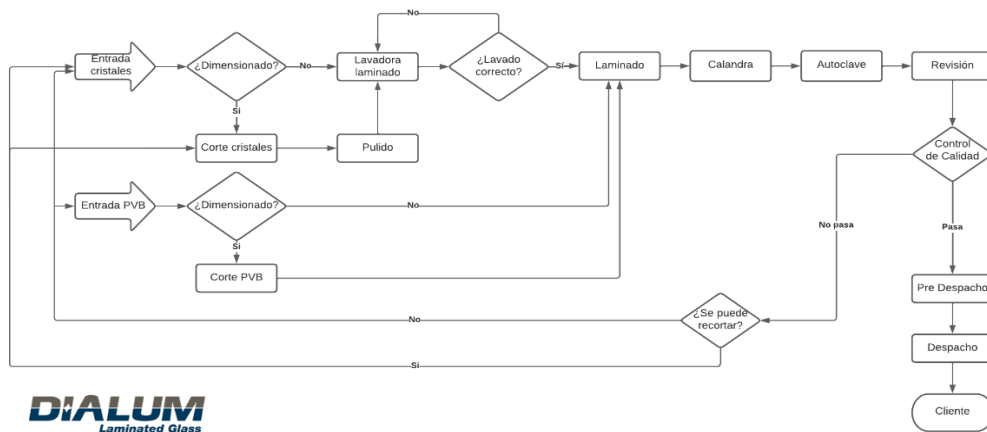 No
Entrada
cristales
¿Dimensionado?
No
Lavadora
laminado
¿Lavado
correcto?
Sí
Laminado
Calandra
Autoclave
Revisión
Si
Corte cristales
Pulido
Control
de Calidad
Entrada PVB
¿Dimensionado?
No
No pasa
Pasa
Si
Corte PVB
Pre Despacho
¿Se puede
recortar?
No
Despacho
Si
Cliente
DIALUM
Laminated Glass